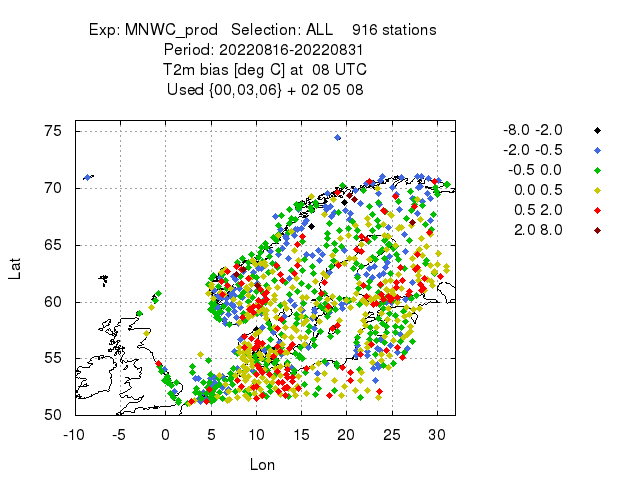 Exp: MNWC_prod   Selection: ALL    916 stations
Period: 20220816-20220831
T2m bias [deg C] at  08 UTC
Used {00,03,06} + 02 05 08
-8.0 -2.0
-2.0 -0.5
-0.5 0.0
0.0 0.5
0.5 2.0
2.0 8.0
75
70
65
60
55
50
Lat
-10 -5 0 5 10 15 20 25 30
Lon